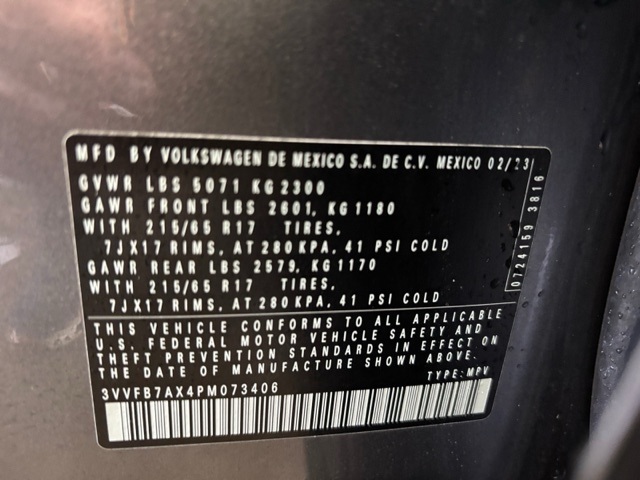 MFD BY VOLKSWAGEN DE MEXICO S.A. DE C.V. MEXICO 02/23
GVWR LBS 5071 KG 2300
GAWR FRONT LBS 2601, KG 1180
WITH 215/65 R17 TIRES,
7JX17 RIMS, AT 280 KPA, 41 PSI COLD
GAWR REAR LBS 2579, KG 1170
WITH 215/65 R17 TIRES,
7JX17 RIMS, AT 280 KPA, 41 PSI COLD
0724159 3816
THIS VEHICLE CONFORMS TO ALL APPLICABLE
U.S. FEDERAL MOTOR VEHICLE SAFETY AND
THEFT PREVENTION STANDARDS IN EFFECT ON
THE DATE OF MANUFACTURE SHOWN ABOVE.
3VVFB7AX4PM073406 TYPE: MPV